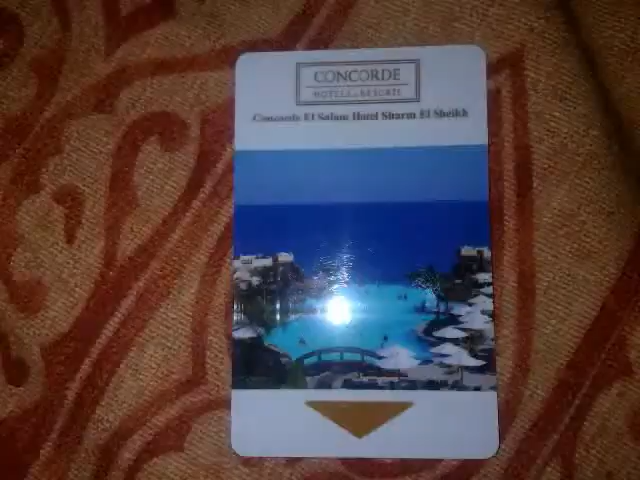 CONCORDE
HOTELS & RESORTS
Concorde El Salam Hotel Sharm El Sheikh